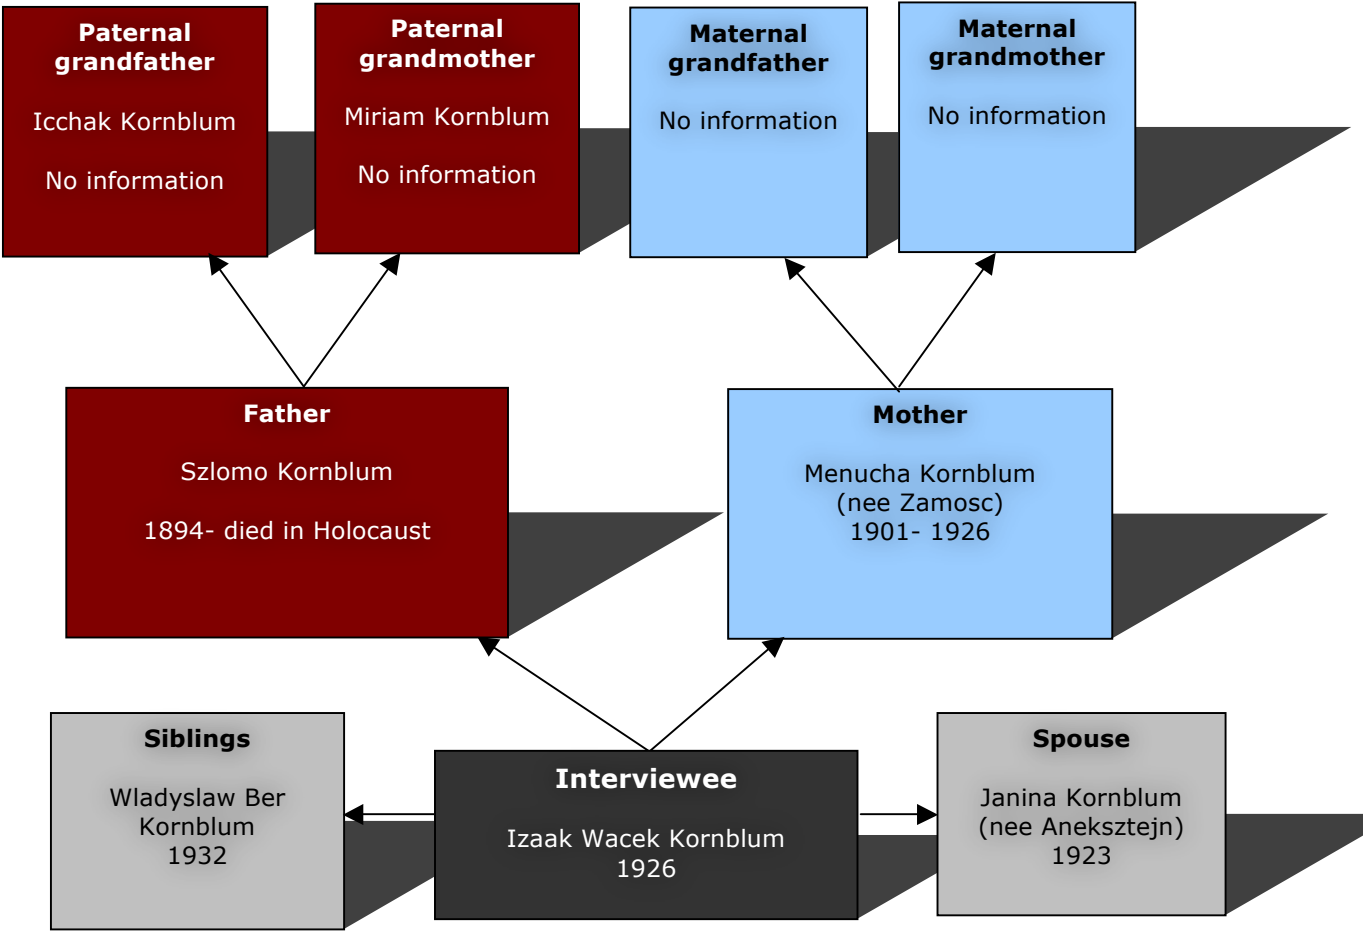 Paternal
grandfather
Icchak Kornblum
No information
Paternal
grandmother
Miriam Kornblum
No information
Maternal
grandfather
No information
Maternal
grandmother
No information
Father
Szlomo Kornblum
1894- died in Holocaust
Mother
Menucha Kornblum
(nee Zamosc)
1901- 1926
Siblings
Wladyslaw Ber
Kornblum
1932
Interviewee
Izaak Wacek Kornblum
1926
Spouse
Janina Kornblum
(nee Aneksztejn)
1923